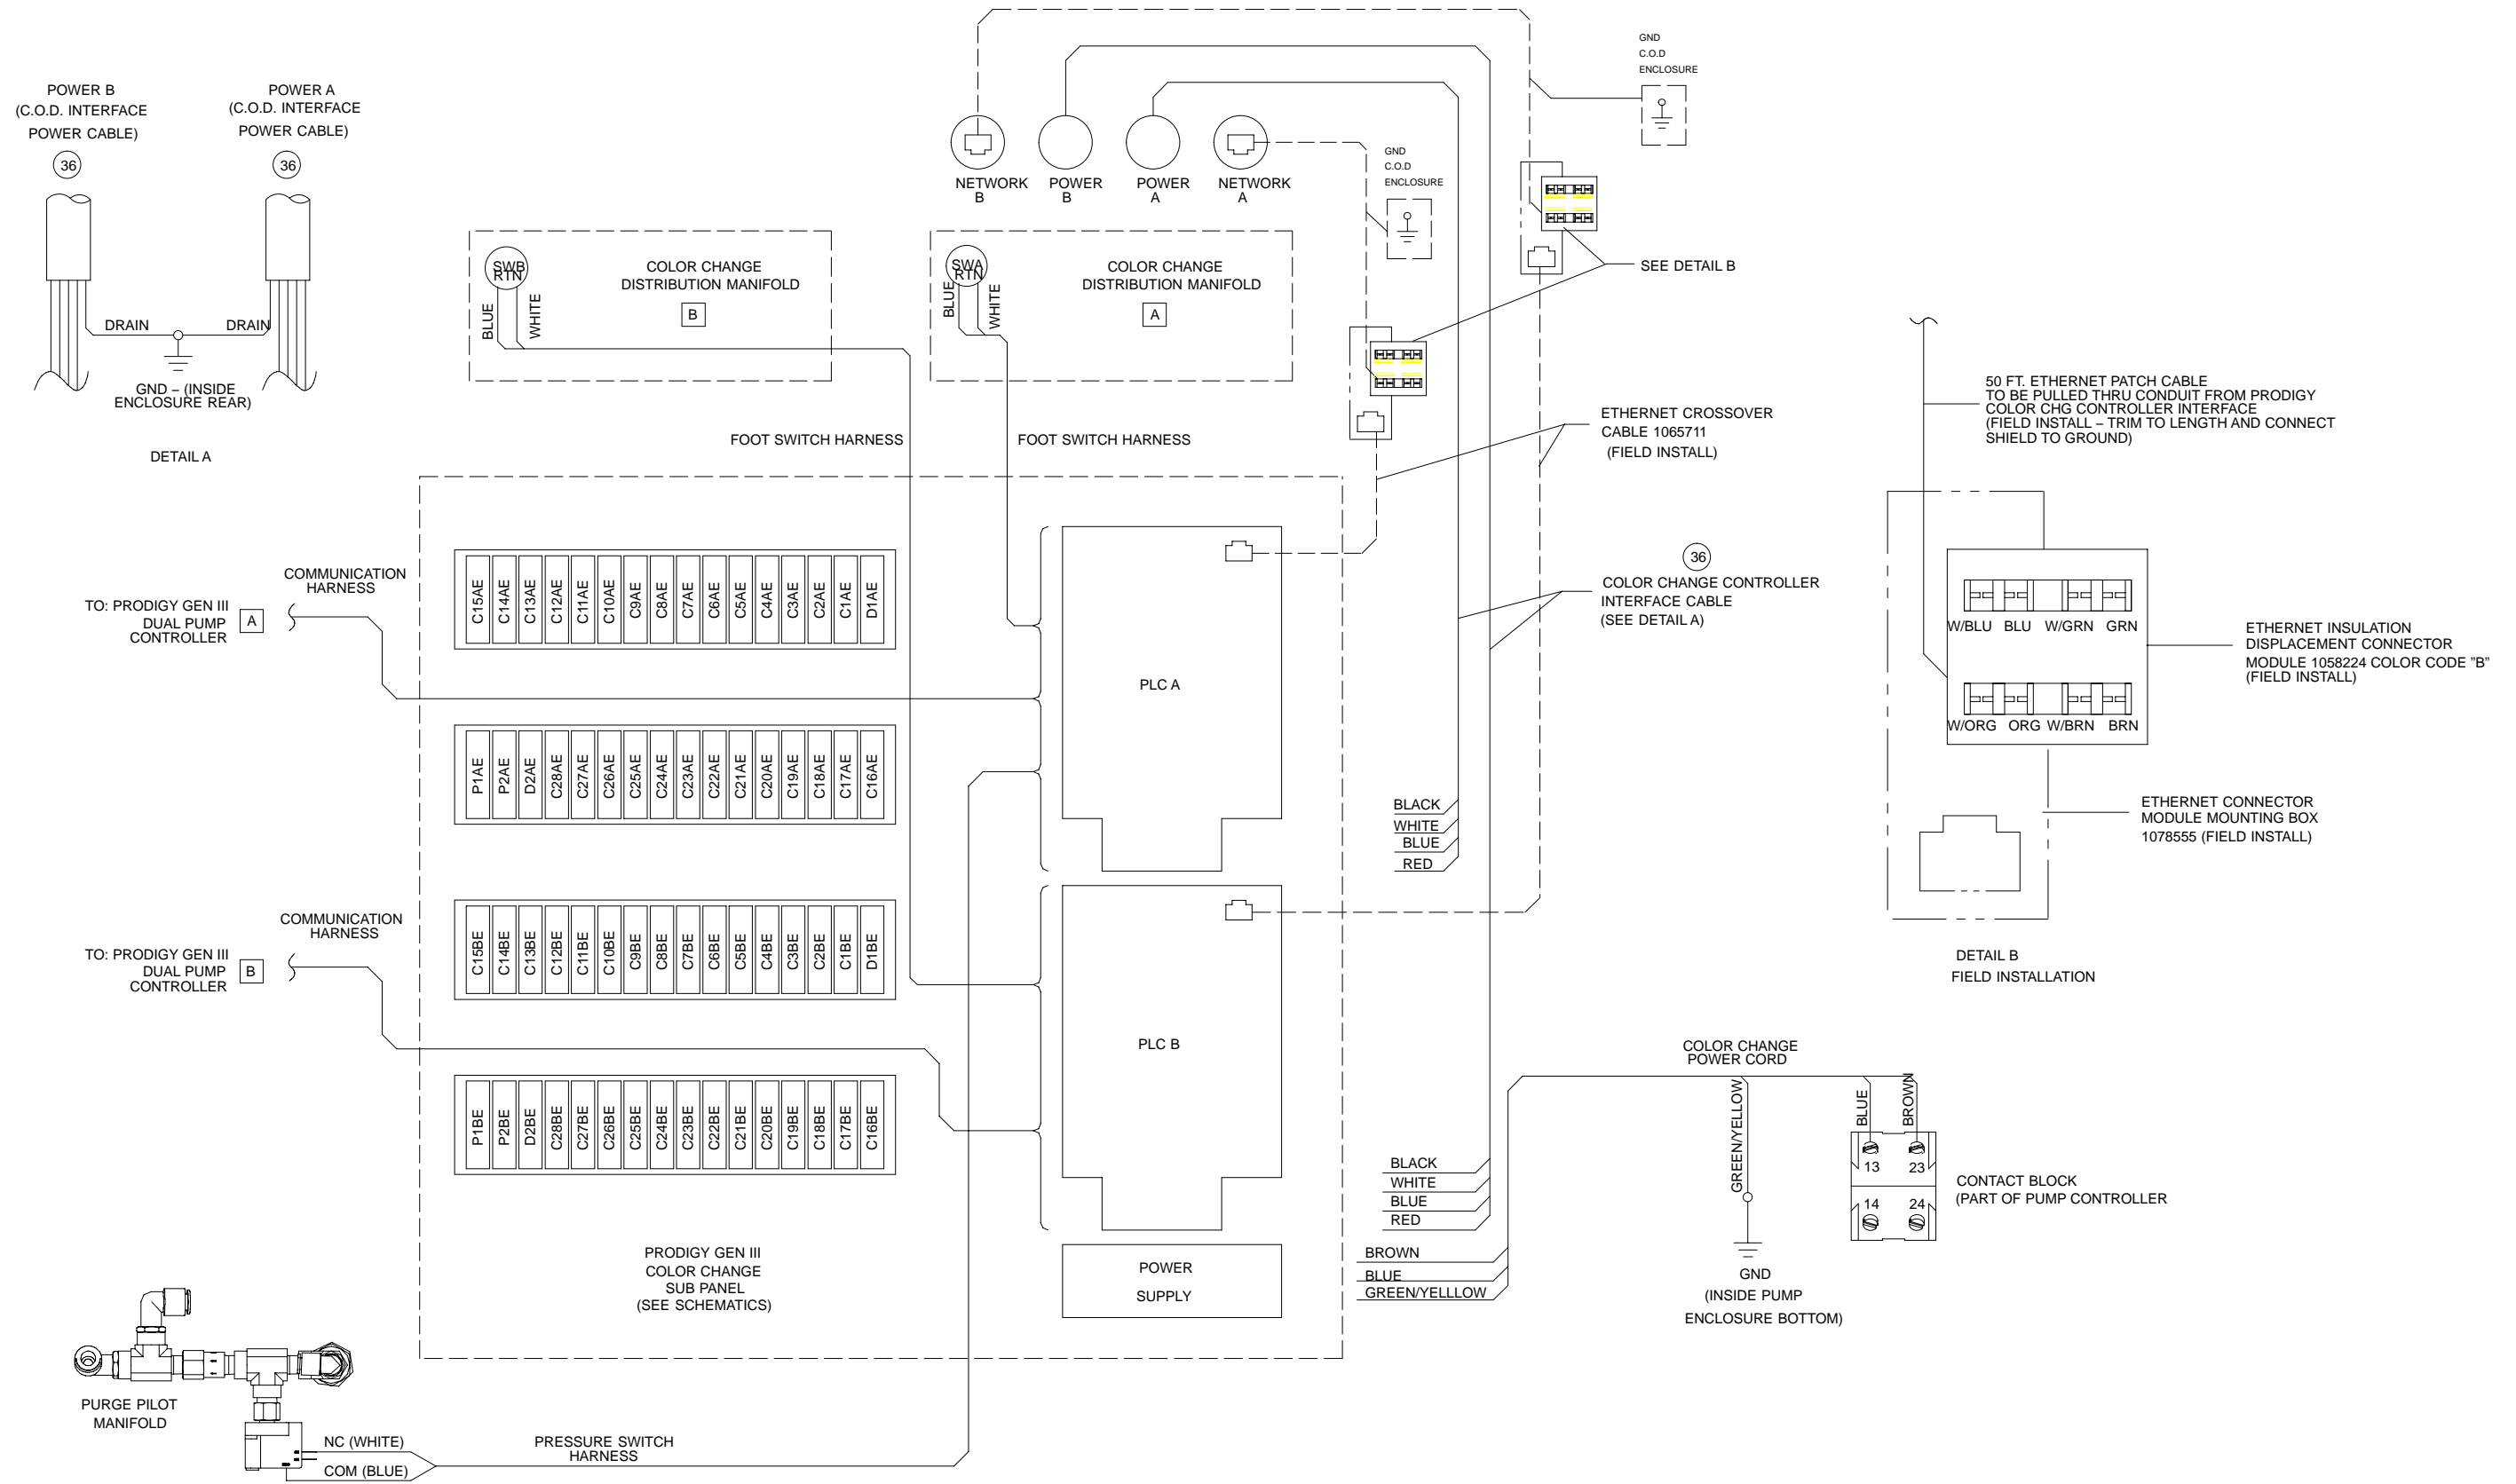 POWER B
(C.O.D. INTERFACE
POWER CABLE)
36
POWER A
(C.O.D. INTERFACE
POWER CABLE)
36
DRAIN
DRAIN
GND – (INSIDE
ENCLOSURE REAR)
DETAIL A
NETWORK
B
POWER
B
POWER
A
NETWORK
A
GND
C.O.D
ENCLOSURE
GND
C.O.D
ENCLOSURE
SWB
RTN
BLUE
WHITE
COLOR CHANGE
DISTRIBUTION MANIFOLD
B
SWA
RTN
BLUE
WHITE
COLOR CHANGE
DISTRIBUTION MANIFOLD
A
SEE DETAIL B
FOOT SWITCH HARNESS
FOOT SWITCH HARNESS
ETHERNET CROSSOVER
CABLE 1065711
(FIELD INSTALL)
50 FT. ETHERNET PATCH CABLE
TO BE PULLED THRU CONDUIT FROM PRODIGY
COLOR CHG CONTROLLER INTERFACE
(FIELD INSTALL – TRIM TO LENGTH AND CONNECT
SHIELD TO GROUND)
36
COLOR CHANGE CONTROLLER
INTERFACE CABLE
(SEE DETAIL A)
COMMUNICATION
HARNESS
TO: PRODIGY GEN III
DUAL PUMP
CONTROLLER
A
C15AE
C14AE
C13AE
C12AE
C11AE
C10AE
C9AE
C8AE
C7AE
C6AE
C5AE
C4AE
C3AE
C2AE
C1AE
D1AE
PLC A
P1AE
P2AE
D2AE
C28AE
C27AE
C26AE
C25AE
C24AE
C23AE
C22AE
C21AE
C20AE
C19AE
C18AE
C17AE
C16AE
BLACK
WHITE
BLUE
RED
W/BLU BLU W/GRN GRN
W/ORG ORG W/BRN BRN
ETHERNET INSULATION
DISPLACEMENT CONNECTOR
MODULE 1058224 COLOR CODE ”B”
(FIELD INSTALL)
ETHERNET CONNECTOR
MODULE MOUNTING BOX
1078555 (FIELD INSTALL)
DETAIL B
FIELD INSTALLATION
COMMUNICATION
HARNESS
TO: PRODIGY GEN III
DUAL PUMP
CONTROLLER
B
C15BE
C14BE
C13BE
C12BE
C11BE
C10BE
C9BE
C8BE
C7BE
C6BE
C5BE
C4BE
C3BE
C2BE
C1BE
D1BE
PLC B
P1BE
P2BE
D2BE
C28BE
C27BE
C26BE
C25BE
C24BE
C23BE
C22BE
C21BE
C20BE
C19BE
C18BE
C17BE
C16BE
BLACK
WHITE
BLUE
RED
BROWN
BLUE
GREEN/YELLLOW
COLOR CHANGE
POWER CORD
GREEN/YELLOW
BLUE
BROWN
13
23
14
24
CONTACT BLOCK
(PART OF PUMP CONTROLLER
GND
(INSIDE PUMP
ENCLOSURE BOTTOM)
PRODIGY GEN III
COLOR CHANGE
SUB PANEL
(SEE SCHEMATICS)
POWER
SUPPLY
PURGE PILOT
MANIFOLD
NC (WHITE)
COM (BLUE)
PRESSURE SWITCH
HARNESS